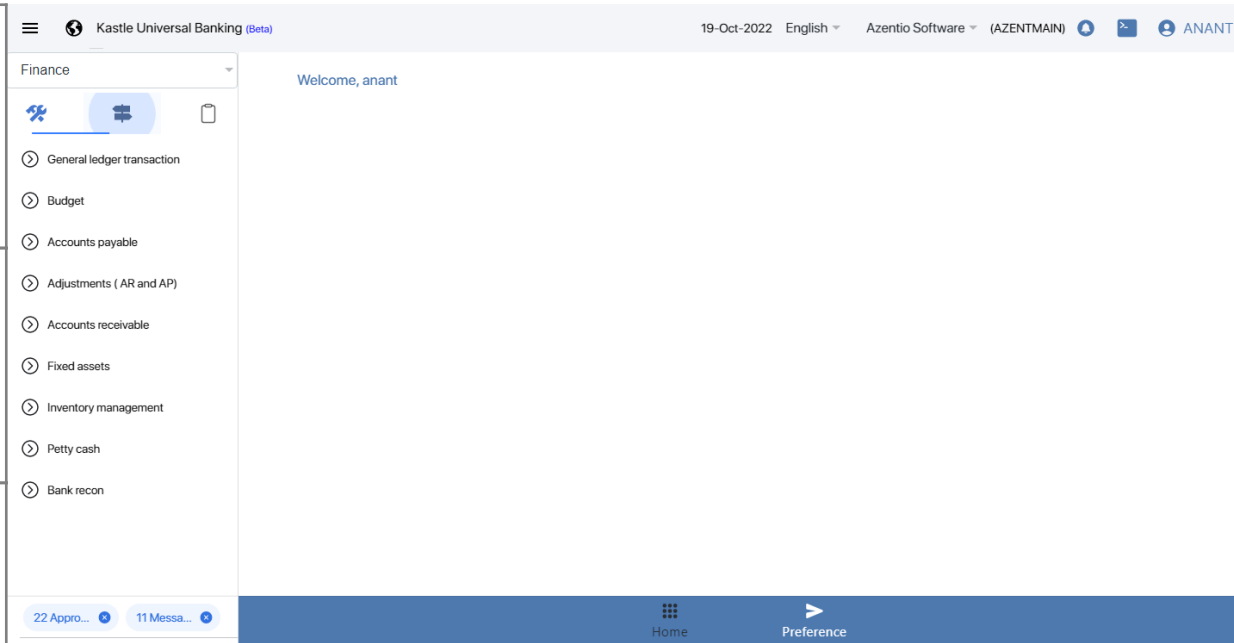 Kastle Universal Banking (Beta)
19-Oct-2022 English Azentio Software (AZENTMAIN) ANANT
Finance
Welcome, anant
General ledger transaction
Budget
Accounts payable
Adjustments ( AR and AP)
Accounts receivable
Fixed assets
Inventory management
Petty cash
Bank recon
22 Appro... 11 Messa...
Home Preference